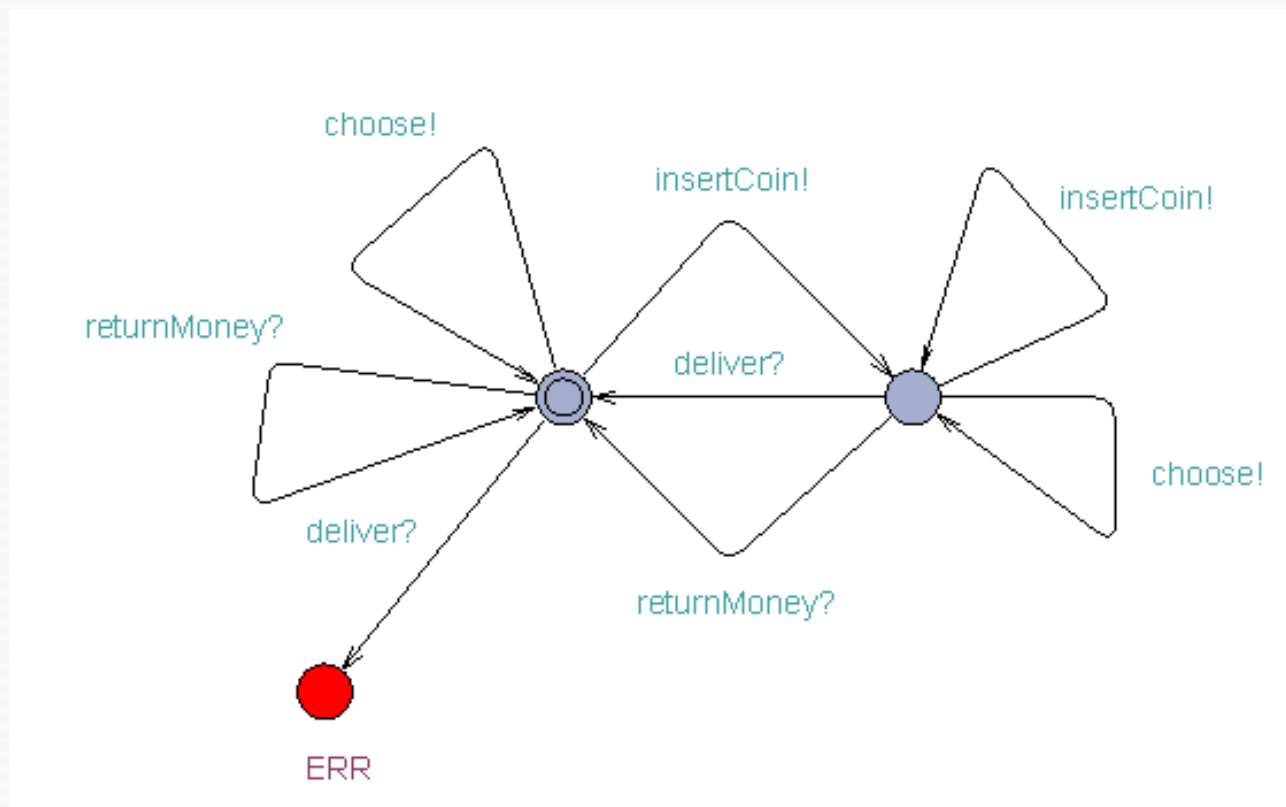 choose!
insertCoin!
insertCoin!
returnMoney?
deliver?
choose!
deliver?
returnMoney?
ERR